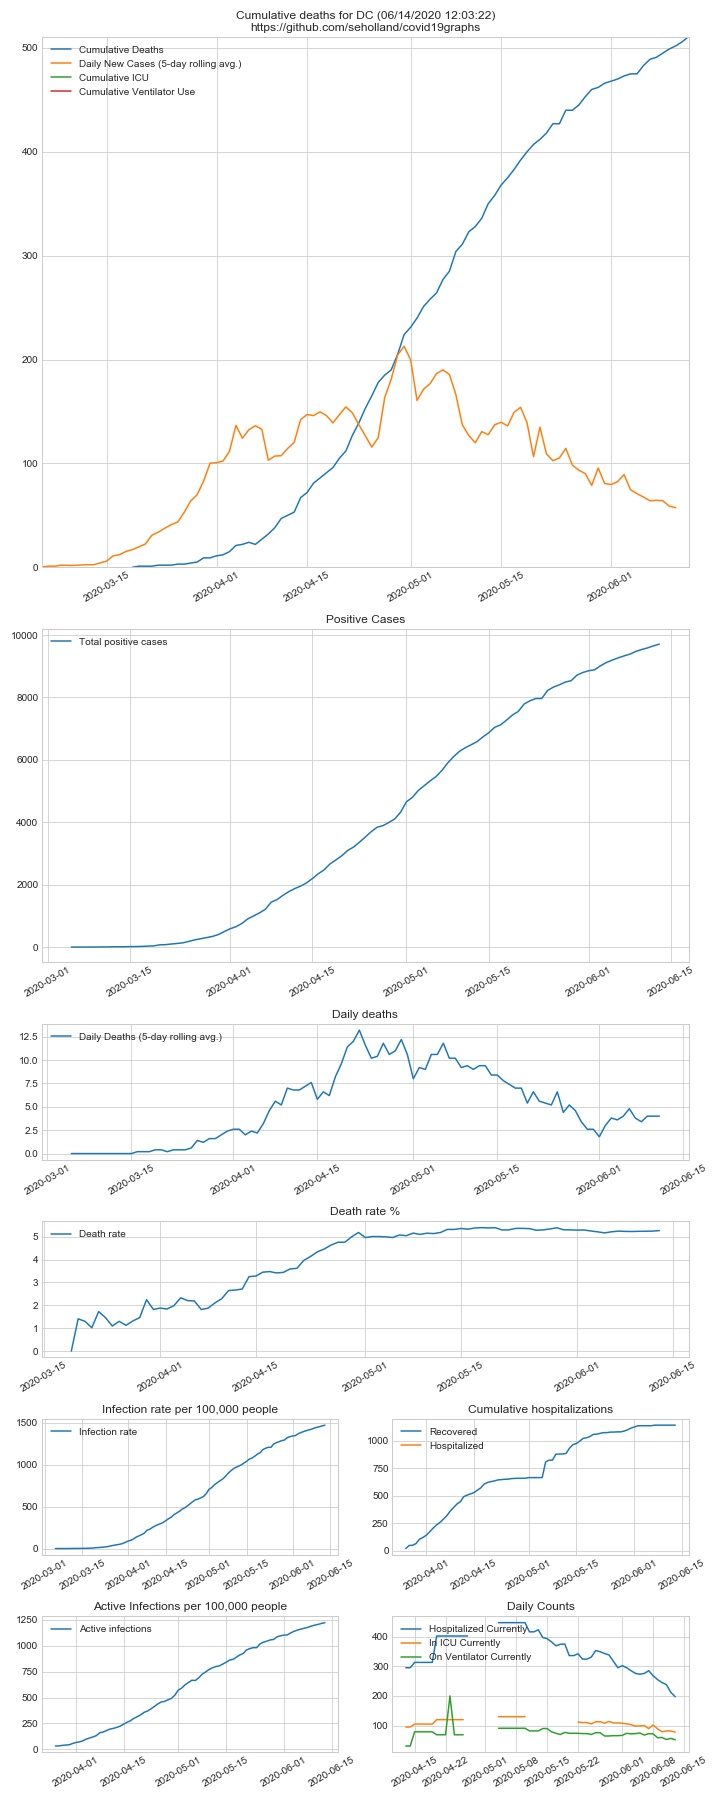 Cumulative deaths for DC (06/14/2020 12:03:22)
https://github.com/seholland/covid19graphs
Cumulative Deaths
Daily New Cases (5-day rolling avg.)
Cumulative ICU
Cumulative Ventilator Use
500
400
300
200
100
0
2020-03-15 2020-04-01 2020-04-15 2020-05-01 2020-05-15 2020-06-01
Positive Cases
Total positive cases
10000
8000
6000
4000
2000
0
2020-03-01 2020-03-15 2020-04-01 2020-04-15 2020-05-01 2020-05-15 2020-06-01 2020-06-15
Daily deaths
Daily Deaths (5-day rolling avg.)
12.5
10.0
7.5
5.0
2.5
0.0
2020-03-01 2020-03-15 2020-04-01 2020-04-15 2020-05-01 2020-05-15 2020-06-01 2020-06-15
Death rate %
Death rate
5
4
3
2
1
0
2020-03-15 2020-04-01 2020-04-15 2020-05-01 2020-05-15 2020-06-01 2020-06-15
Infection rate per 100,000 people
Infection rate
1500
1000
500
0
2020-03-01 2020-03-15 2020-04-01 2020-04-15 2020-05-01 2020-05-15 2020-06-01 2020-06-15
Cumulative hospitalizations
Recovered
Hospitalized
1000
750
500
250
0
2020-04-01 2020-04-15 2020-05-01 2020-05-15 2020-06-01 2020-06-15
Active Infections per 100,000 people
Active infections
1250
1000
750
500
250
0
2020-04-01 2020-04-15 2020-05-01 2020-05-15 2020-06-01 2020-06-15
Daily Counts
Hospitalized Currently
In ICU Currently
On Ventilator Currently
400
300
200
100
2020-04-15 2020-04-22 2020-05-01 2020-05-08 2020-05-15 2020-05-22 2020-06-01 2020-06-08 2020-06-15